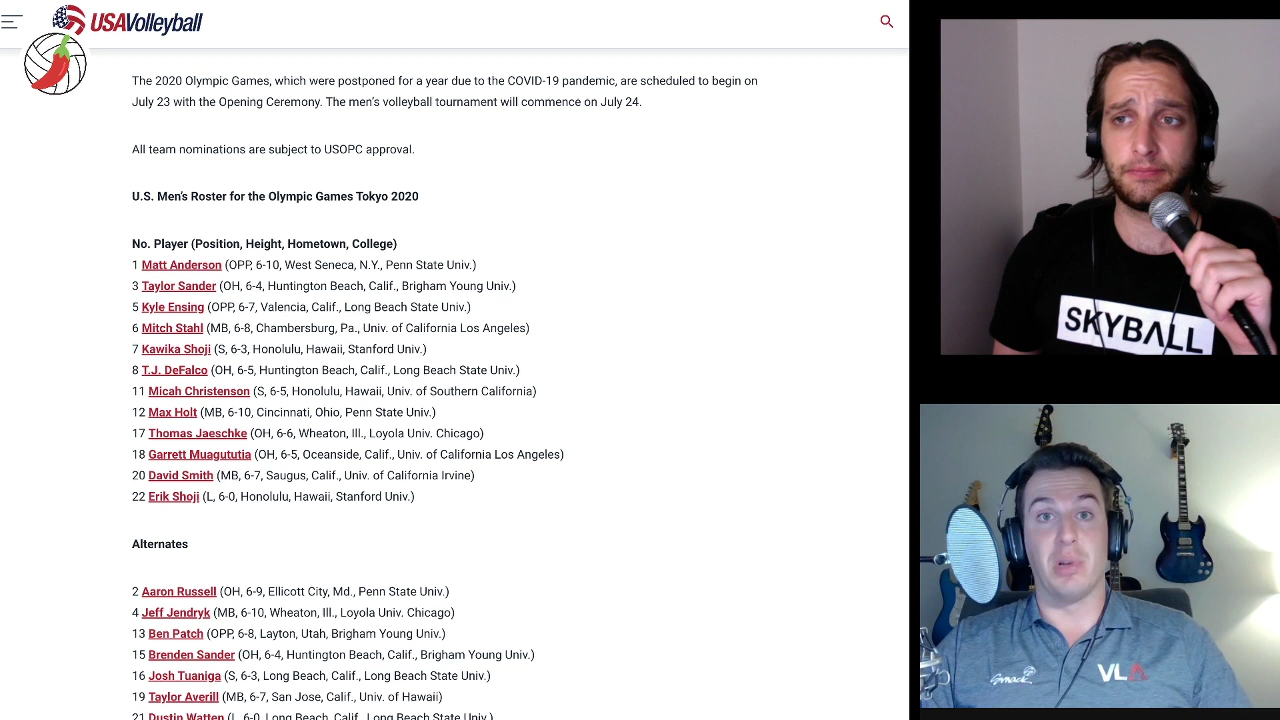 USAVolleyball
The 2020 Olympic Games, which were postponed for a year due to the COVID-19 pandemic, are scheduled to begin on
July 23 with the Opening Ceremony. The men's volleyball tournament will commence on July 24.
All team nominations are subject to USOPC approval.
U.S. Men's Roster for the Olympic Games Tokyo 2020
No. Player (Position, Height, Hometown, College)
1 Matt Anderson (OPP, 6-10, West Seneca, N.Y., Penn State Univ.)
3 Taylor Sander (OH, 6-4, Huntington Beach, Calif., Brigham Young Univ.)
5 Kyle Ensing (OPP, 6-7, Valencia, Calif., Long Beach State Univ.)
6 Mitch Stahl (MB, 6-8, Chambersburg, Pa., Univ. of California Los Angeles)
7 Kawika Shoji (S, 6-3, Honolulu, Hawaii, Stanford Univ.)
8 T.J. DeFalco (OH, 6-5, Huntington Beach, Calif., Long Beach State Univ.)
11 Micah Christenson (S, 6-5, Honolulu, Hawaii, Univ. of Southern California)
12 Max Holt (MB, 6-10, Cincinnati, Ohio, Penn State Univ.)
17 Thomas Jaeschke (OH, 6-6, Wheaton, Ill., Loyola Univ. Chicago)
18 Garrett Muagututia (OH, 6-5, Oceanside, Calif., Univ. of California Los Angeles)
20 David Smith (MB, 6-7, Saugus, Calif., Univ. of California Irvine)
22 Erik Shoji (L, 6-0, Honolulu, Hawaii, Stanford Univ.)
Alternates
2 Aaron Russell (OH, 6-9, Ellicott City, Md., Penn State Univ.)
4 Jeff Jendryk (MB, 6-10, Wheaton, Ill., Loyola Univ. Chicago)
13 Ben Patch (OPP, 6-8, Layton, Utah, Brigham Young Univ.)
15 Brenden Sander (OH, 6-4, Huntington Beach, Calif., Brigham Young Univ.)
16 Josh Tuaniga (S, 6-3, Long Beach, Calif., Long Beach State Univ.)
19 Taylor Averill (MB, 6-7, San Jose, Calif., Univ. of Hawaii)
21 Dustin Watten (L, 6-0, Long Beach, Calif., Long Beach State Univ.)
SKYBALL
VLA